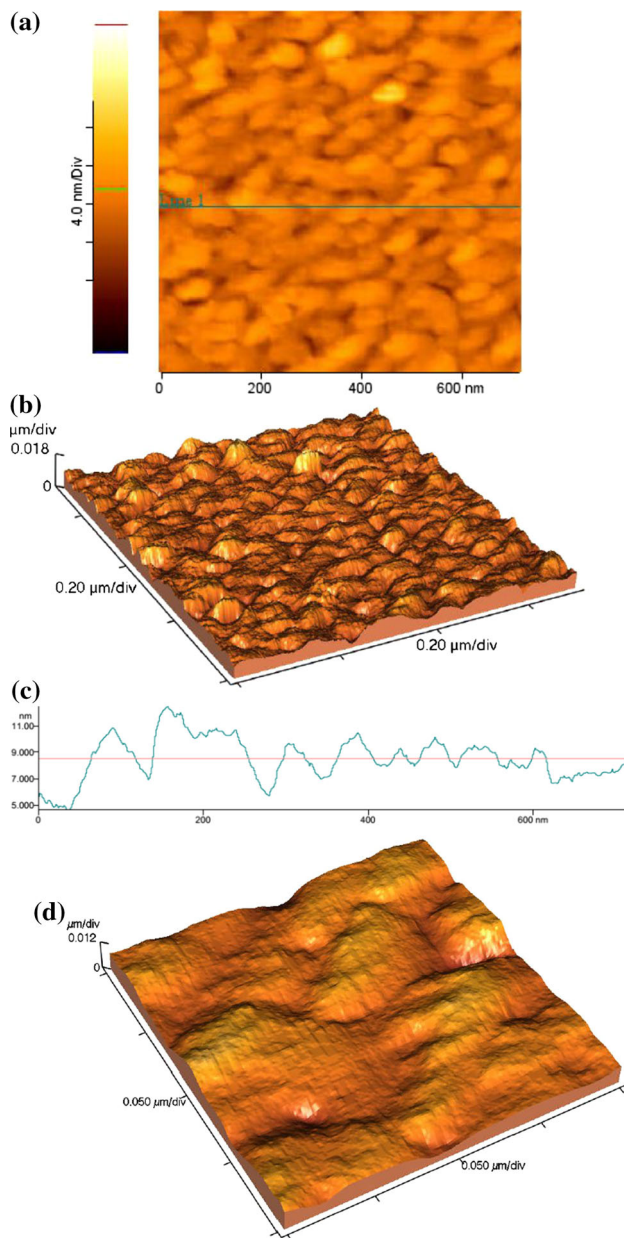 (a)
4.0 nm/Div
Line 1
0 200 400 600 nm
(b)
µm/div
0.018
0
0.20 µm/div
0.20 µm/div
(c)
nm
11.00
9.000
7.000
5.000
0 200 400 600 nm
(d)
µm/div
0.012
0
0.050 µm/div
0.050 µm/div